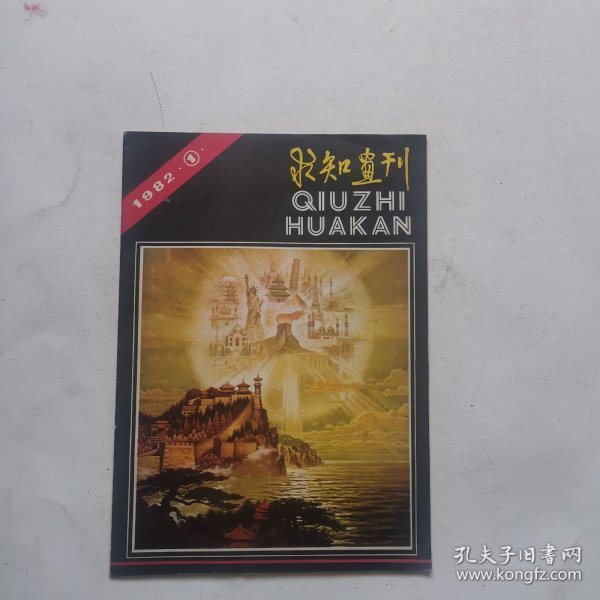 1982·①·
求知画刊
QIUZHI
HUAKAN
孔夫子旧书网
www.kongfz.com